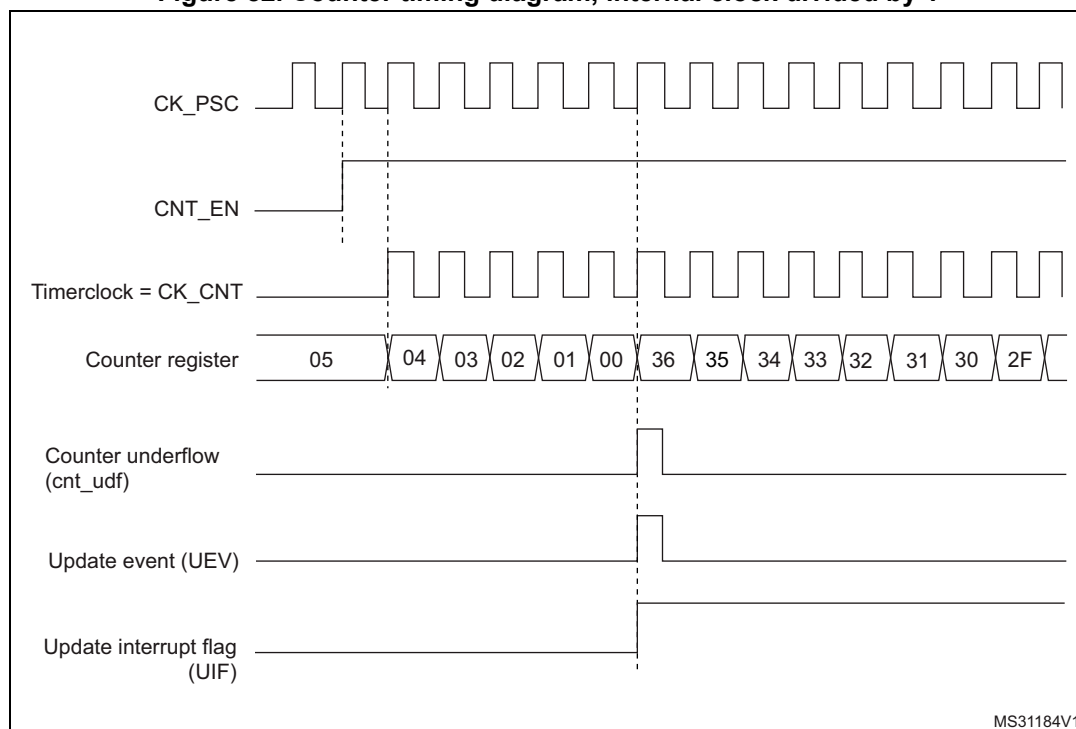 CK_PSC
CNT_EN
Timerclock = CK_CNT
Counter register 05 04 03 02 01 00 36 35 34 33 32 31 30 2F
Counter underflow
(cnt_udf)
Update event (UEV)
Update interrupt flag
(UIF)
MS31184V1